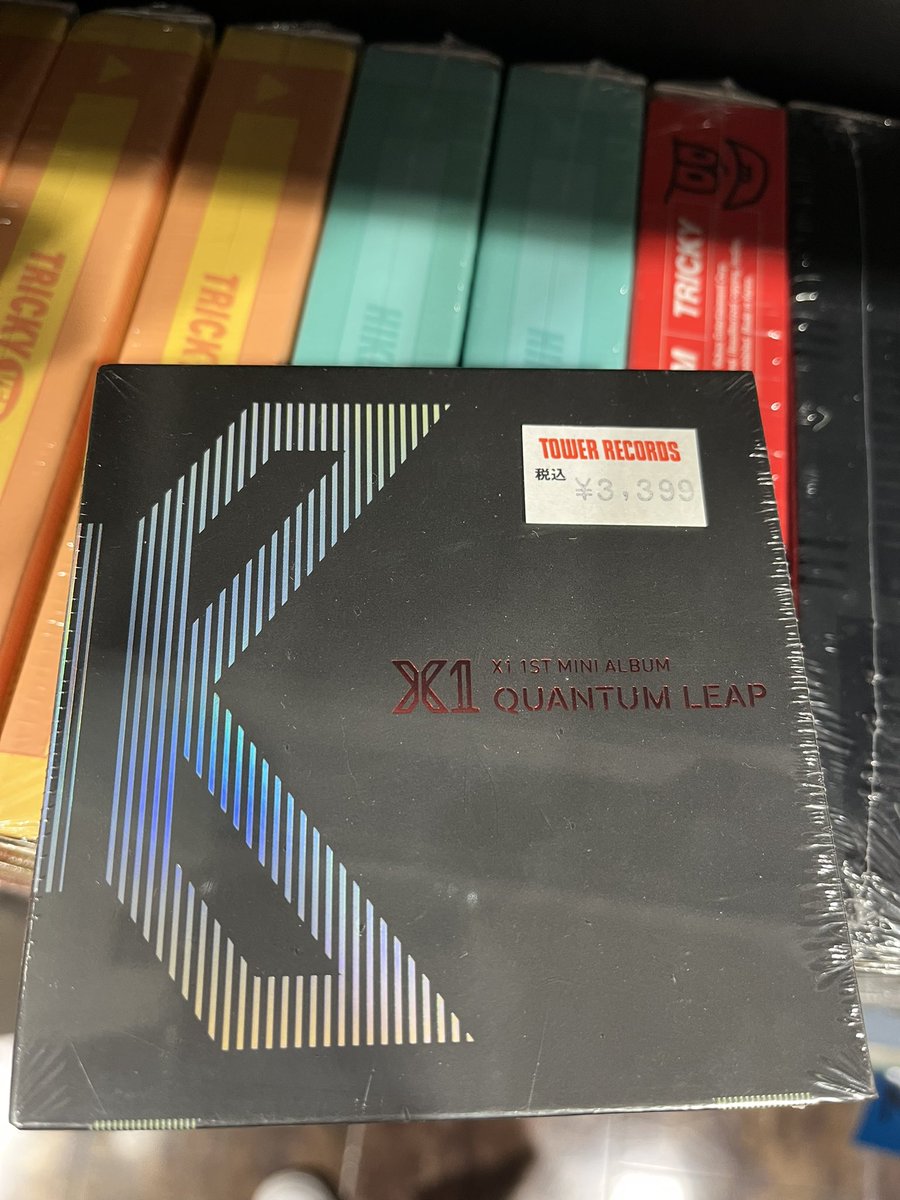 TRICKY
TRICKY
TRICKY
TOWER RECORDS
税込
¥3,399
X1
X1 1ST MINI ALBUM
QUANTUM LEAP